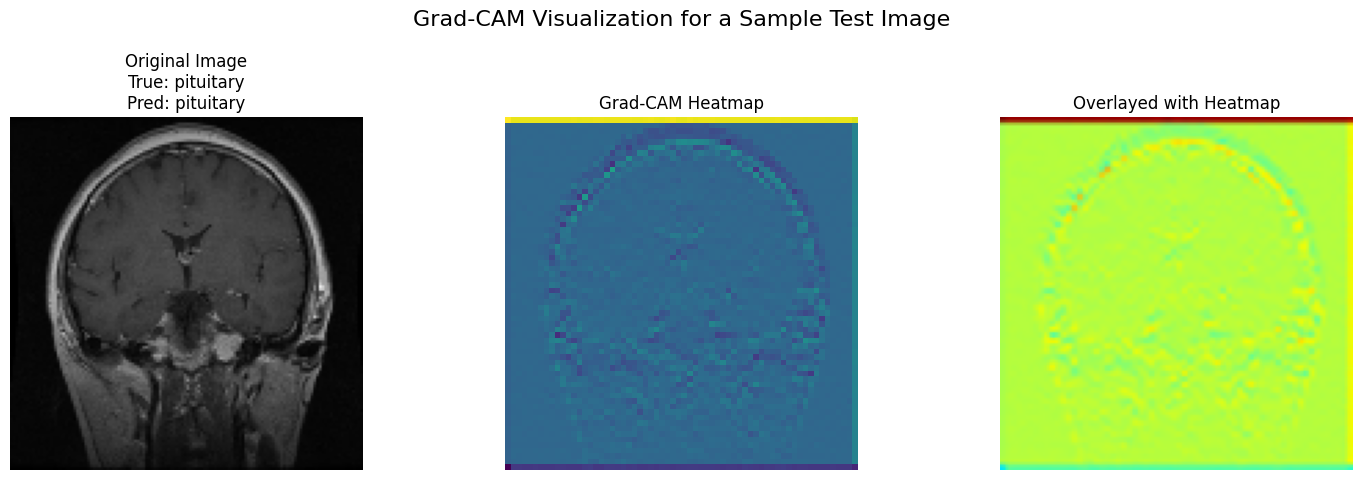 Grad-CAM Visualization for a Sample Test Image
Original Image
True: pituitary
Pred: pituitary
Grad-CAM Heatmap
Overlayed with Heatmap